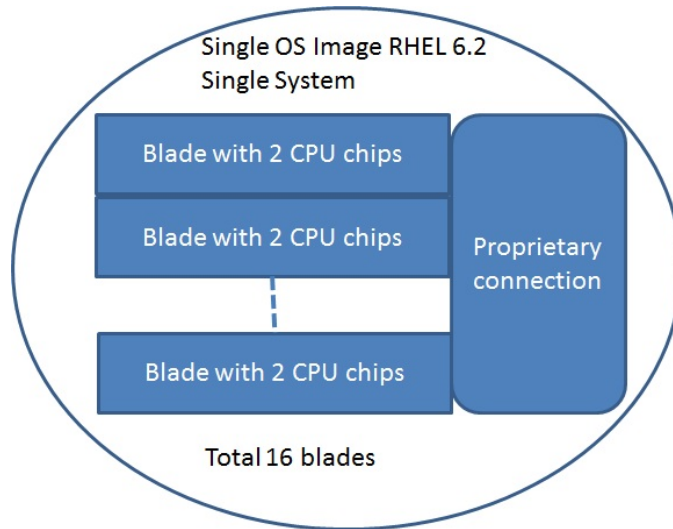 Single OS Image RHEL 6.2
Single System
Blade with 2 CPU chips
Blade with 2 CPU chips
Proprietary
connection
Blade with 2 CPU chips
Total 16 blades